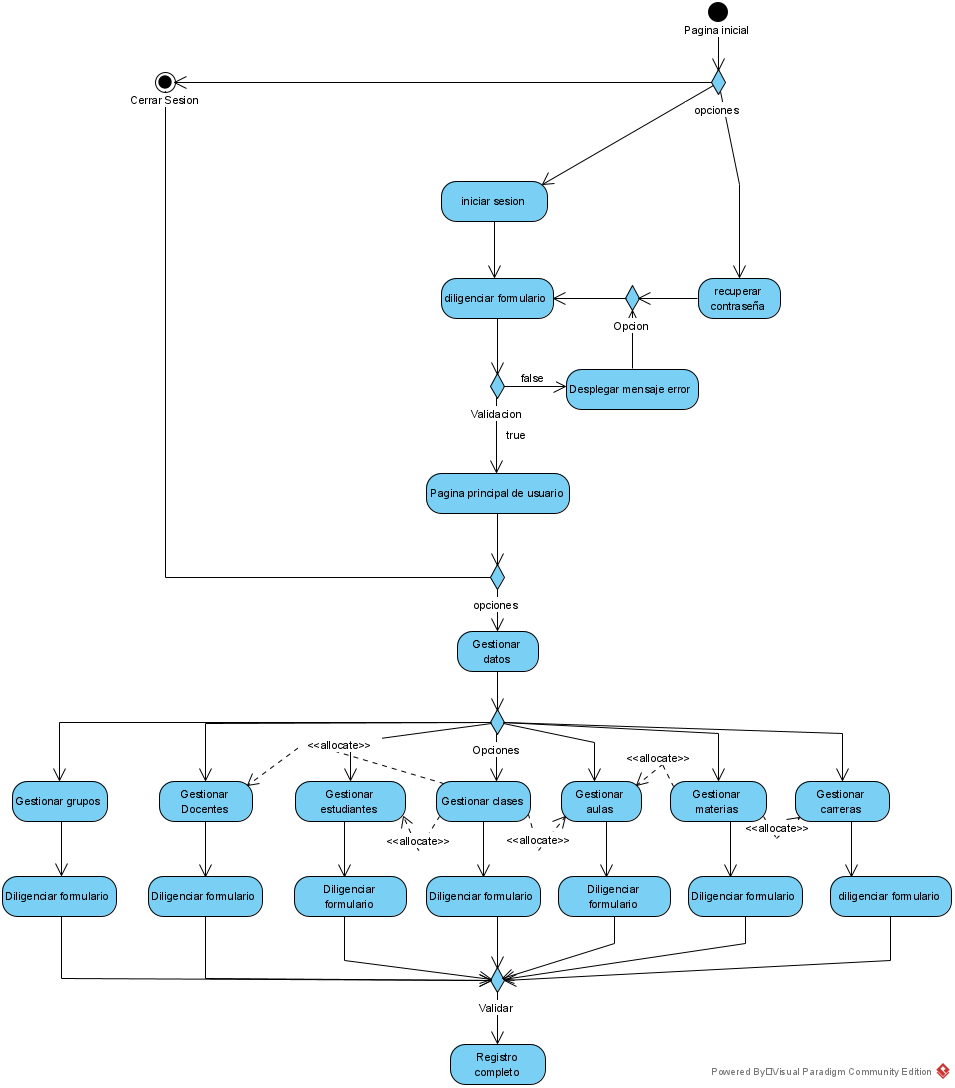 Pagina inicial
Cerrar Sesion
opciones
iniciar sesion
diligenciar formulario
recuperar
contraseña
Opcion
false
Desplegar mensaje error
Validacion
true
Pagina principal de usuario
opciones
Gestionar
datos
<<allocate>>
Opciones
<<allocate>>
Gestionar grupos
Gestionar
Docentes
Gestionar
estudiantes
Gestionar clases
Gestionar
aulas
Gestionar
materias
Gestionar
carreras
<<allocate>>
<<allocate>>
<<allocate>>
Diligenciar formulario
Diligenciar formulario
Diligenciar
formulario
Diligenciar formulario
Diligenciar
formulario
Diligenciar formulario
diligenciar formulario
Validar
Registro
completo
Powered By□Visual Paradigm Community Edition